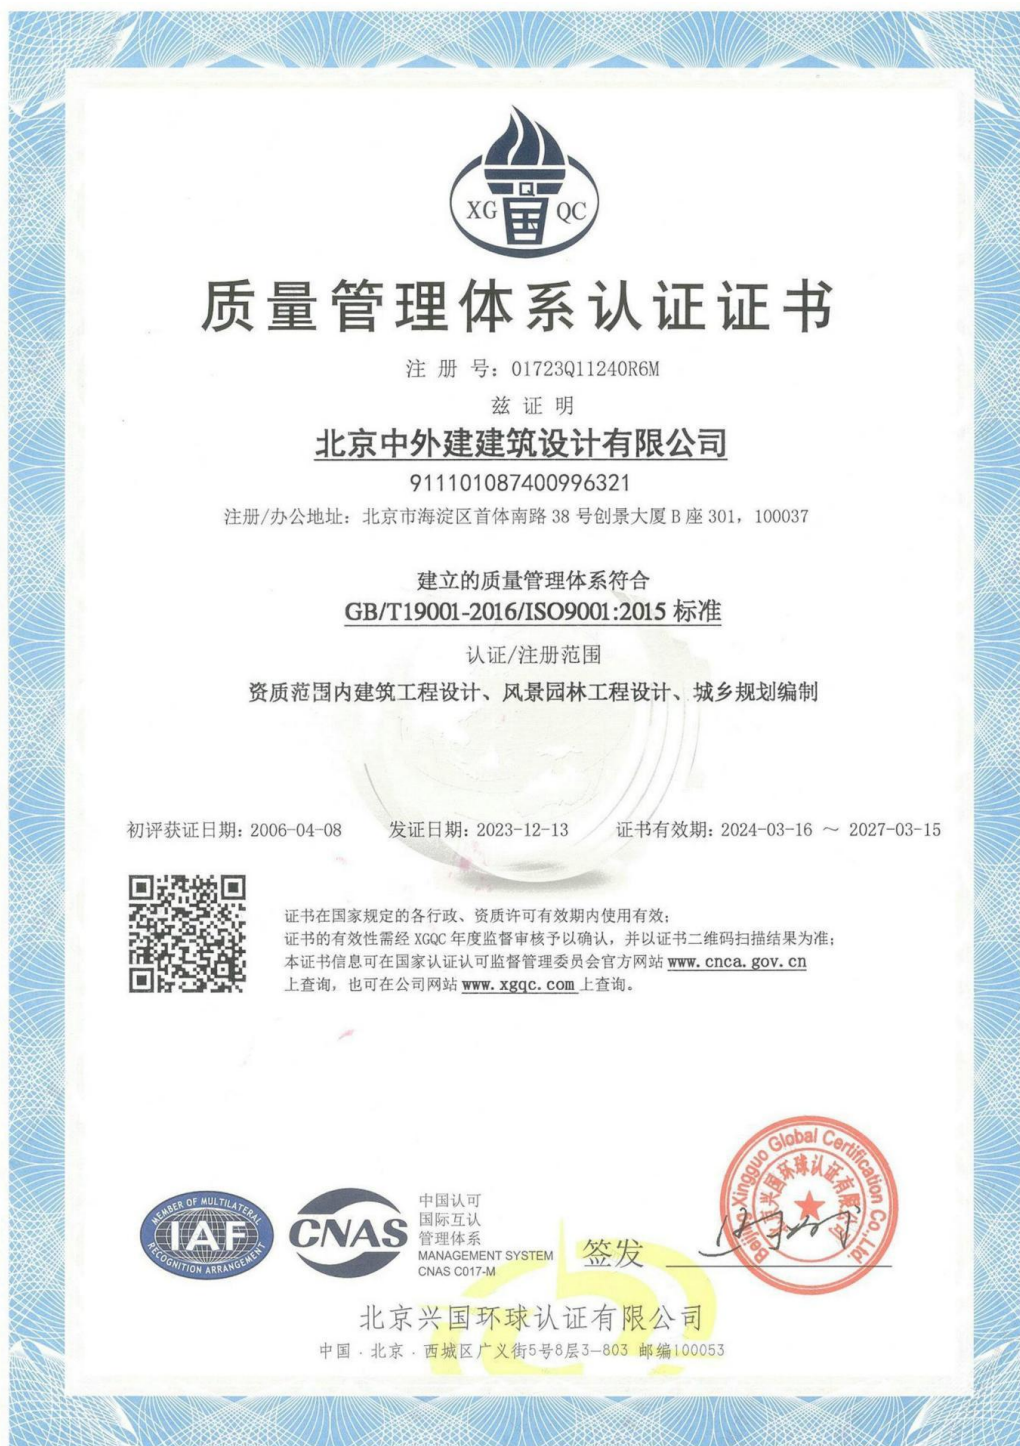 XG QC
质量管理体系认证证书
注 册 号：01723Q11240R6M
兹 证 明
北京中外建建筑设计有限公司
911101087400996321
注册/办公地址：北京市海淀区首体南路 38 号创景大厦 B 座 301，100037
建立的质量管理体系符合
GB/T19001-2016/ISO9001:2015 标准
认证/注册范围
资质范围内建筑工程设计、风景园林工程设计、城乡规划编制
初评获证日期：2006-04-08 发证日期：2023-12-13 证书有效期：2024-03-16 ～ 2027-03-15
证书在国家规定的各行政、资质许可有效期内使用有效；
证书的有效性需经 XGQC 年度监督审核予以确认，并以证书二维码扫描结果为准；
本证书信息可在国家认证认可监督管理委员会官方网站 www.cnca.gov.cn
上查询，也可在公司网站 www.xgqc.com 上查询。
MEMBER OF MULTILATERAL
IAF
RECOGNITION ARRANGEMENT
CNAS
中国认可
国际互认
管理体系
MANAGEMENT SYSTEM
CNAS C017-M
签发
Beijing Xingguo Global Certification Co.,Ltd.
北京兴国环球认证有限公司
北京兴国环球认证有限公司
中国·北京·西城区广义街5号8层3—803 邮编100053